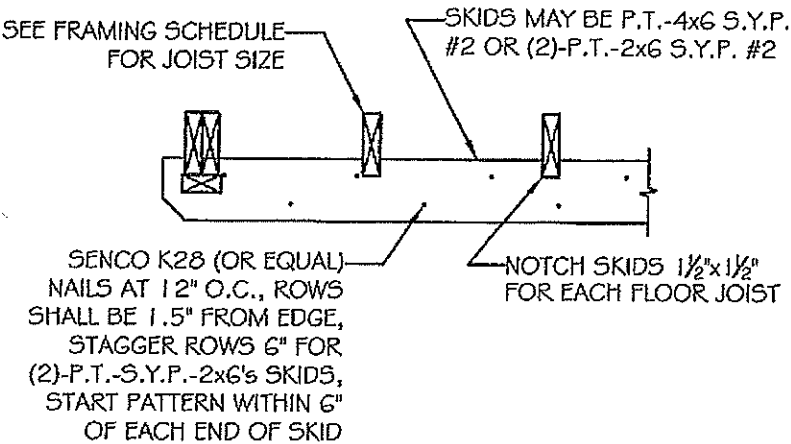 SEE FRAMING SCHEDULE
FOR JOIST SIZE
SKIDS MAY BE P.T.-4x6 S.Y.P.
#2 OR (2)-P.T.-2x6 S.Y.P. #2
SENCO K28 (OR EQUAL)
NAILS AT 12" O.C., ROWS
SHALL BE 1.5" FROM EDGE,
STAGGER ROWS 6" FOR
(2)-P.T.-S.Y.P.-2x6's SKIDS,
START PATTERN WITHIN 6"
OF EACH END OF SKID
NOTCH SKIDS 1½"x1½"
FOR EACH FLOOR JOIST